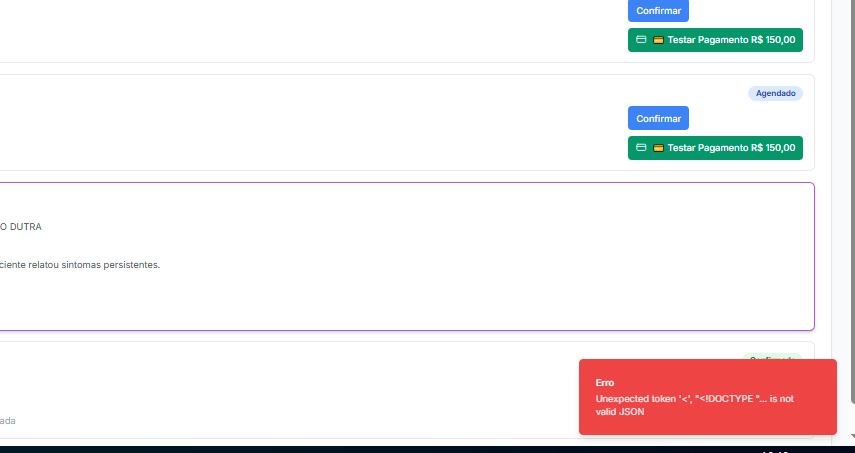 Confirmar
💳 Testar Pagamento R$ 150,00
Agendado
Confirmar
💳 Testar Pagamento R$ 150,00
O DUTRA
ciente relatou sintomas persistentes.
Erro
Unexpected token '<', "<!DOCTYPE "... is not
valid JSON
ada